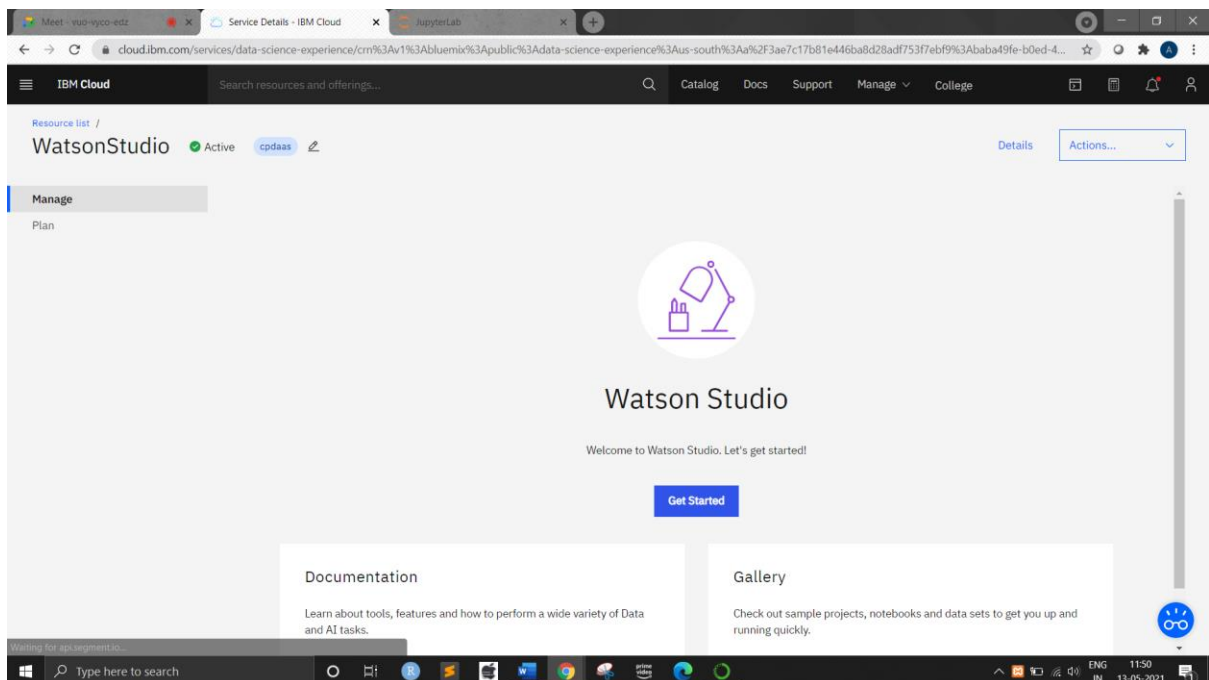 Meet - vuo-vyco-edz
Service Details - IBM Cloud
JupyterLab
cloud.ibm.com/services/data-science-experience/crn%3Av1%3Abluemix%3Apublic%3Adata-science-experience%3Aus-south%3Aa%2F3ae7c17b81e446ba8d28adf753f7ebf9%3Ababa49fe-b0ed-4...
A
IBM Cloud
Search resources and offerings...
Catalog Docs Support Manage College
Resource list /
WatsonStudio Active cpdaas
Details Actions...
Manage
Plan
Watson Studio
Welcome to Watson Studio. Let's get started!
Get Started
Documentation
Learn about tools, features and how to perform a wide variety of Data
and AI tasks.
Gallery
Check out sample projects, notebooks and data sets to get you up and
running quickly.
Waiting for api.segment.io...
Type here to search
R
prime video
ENG
IN
11:50
13-05-2021